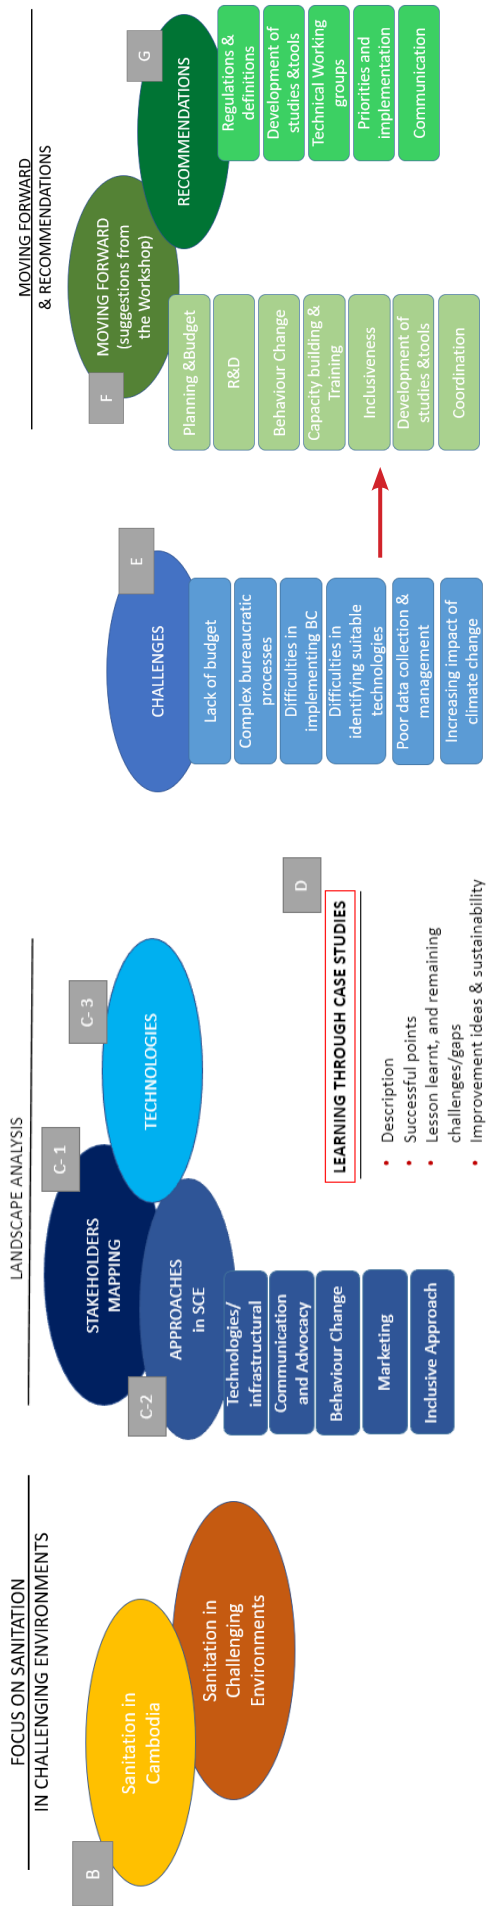 FOCUS ON SANITATION
IN CHALLENGING ENVIRONMENTS
B
Sanitation in
Cambodia
Sanitation in
Challenging
Environments
LANDSCAPE ANALYSIS
C- 1
STAKEHOLDERS
MAPPING
C-2
APPROACHES
in SCE
C- 3
TECHNOLOGIES
Technologies/
infrastructural
Communication
and Advocacy
Behaviour Change
Marketing
Inclusive Approach
D
LEARNING THROUGH CASE STUDIES
• Description
• Successful points
• Lesson learnt, and remaining
challenges/gaps
• Improvement ideas & sustainability
E
CHALLENGES
Lack of budget
Complex bureaucratic
processes
Difficulties in
implementing BC
Difficulties in
identifying suitable
technologies
Poor data collection &
management
Increasing impact of
climate change
MOVING FORWARD
& RECOMMENDATIONS
F
MOVING FORWARD
(suggestions from
the Workshop)
Planning &Budget
R&D
Behaviour Change
Capacity building &
Training
Inclusiveness
Development of
studies &tools
Coordination
G
RECOMMENDATIONS
Regulations &
definitions
Development of
studies &tools
Technical Working
groups
Priorities and
implementation
Communication